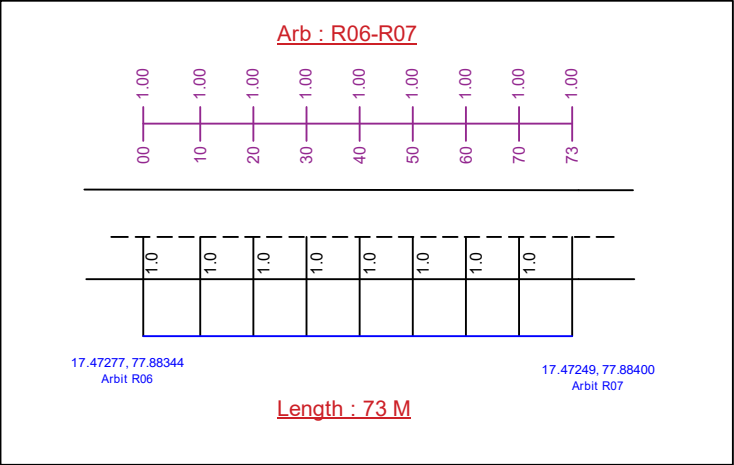 Arb : R06-R07
1.00 1.00 1.00 1.00 1.00 1.00 1.00 1.00 1.00
00 10 20 30 40 50 60 70 73
1.0 1.0 1.0 1.0 1.0 1.0 1.0 1.0
17.47277, 77.88344
Arbit R06
17.47249, 77.88400
Arbit R07
Length : 73 M